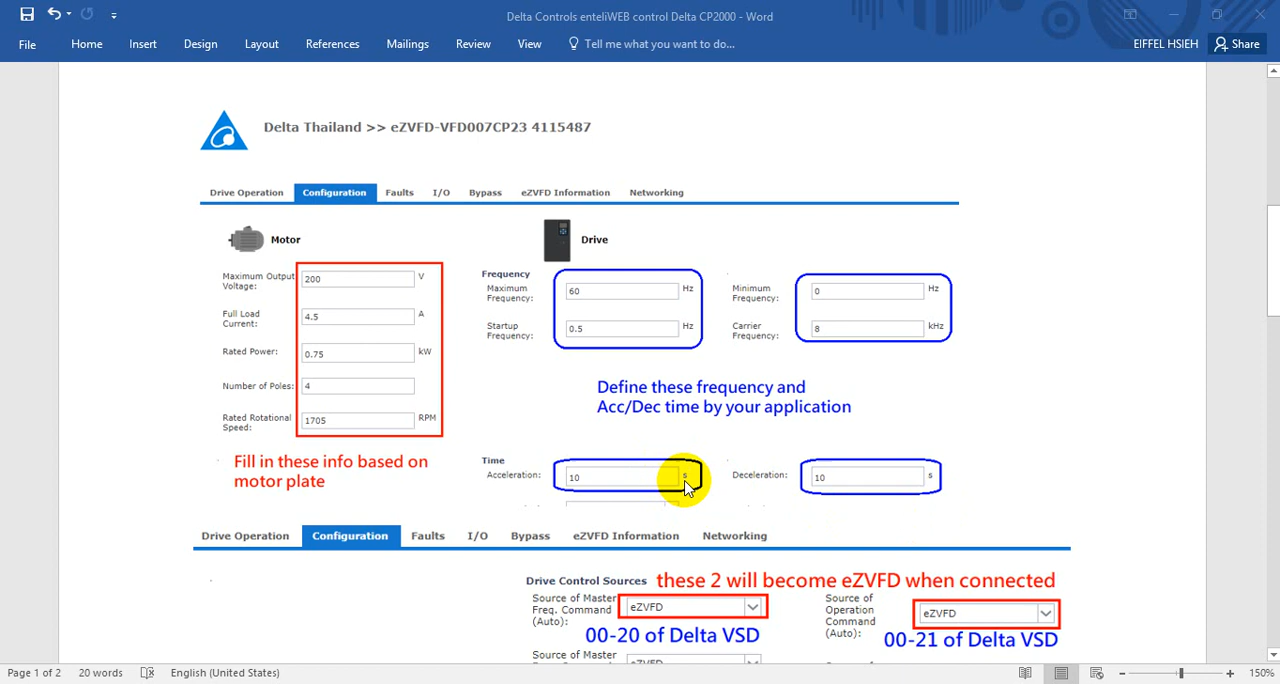 Delta Controls enteliWEB control Delta CP2000 - Word
File Home Insert Design Layout References Mailings Review View Tell me what you want to do... EIFFEL HSIEH Share
Delta Thailand >> eZVFD-VFD007CP23 4115487
Drive Operation Configuration Faults I/O Bypass eZVFD Information Networking
Motor
Drive
Maximum Output
Voltage:
200 V
Full Load
Current:
4.5 A
Rated Power: 0.75 kW
Number of Poles: 4
Rated Rotational
Speed:
1705 RPM
Fill in these info based on
motor plate
Frequency
Maximum
Frequency:
60 Hz
Minimum
Frequency:
0 Hz
Startup
Frequency:
0.5 Hz
Carrier
Frequency:
8 kHz
Define these frequency and
Acc/Dec time by your application
Time
Acceleration: 10 s
Deceleration: 10 s
Drive Operation Configuration Faults I/O Bypass eZVFD Information Networking
Drive Control Sources these 2 will become eZVFD when connected
Source of Master
Freq. Command
(Auto):
eZVFD
00-20 of Delta VSD
Source of
Operation
Command
(Auto):
eZVFD
00-21 of Delta VSD
Source of Master
eZVFD
Page 1 of 2 20 words English (United States) 150%